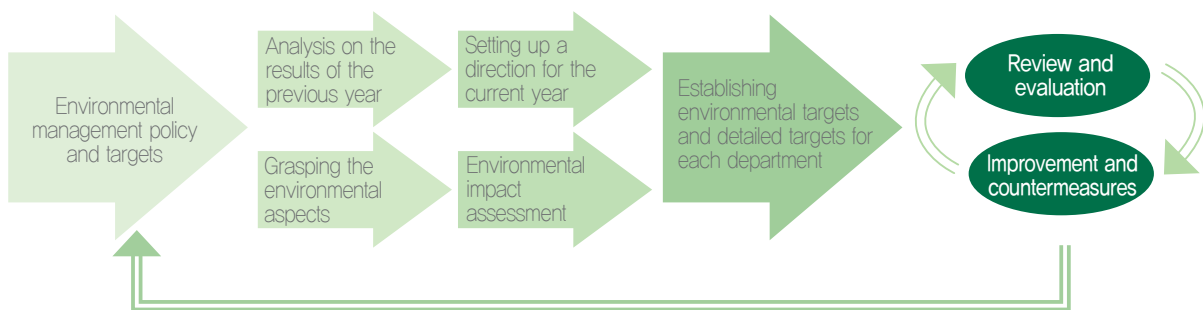 Environmental
management policy
and targets
Analysis on the
results of the
previous year
Setting up a
direction for the
current year
Grasping the
environmental
aspects
Environmental
impact
assessment
Establishing
environmental targets
and detailed targets for
each department
Review and
evaluation
Improvement and
countermeasures